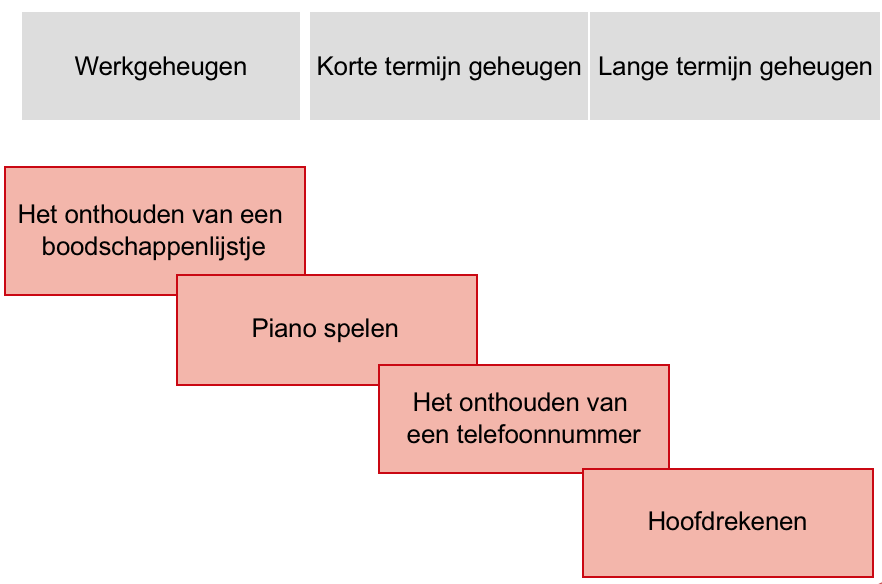 Werkgeheugen
Korte termijn geheugen
Lange termijn geheugen
Het onthouden van een
boodschappenlijstje
Piano spelen
Het onthouden van
een telefoonnummer
Hoofdrekenen